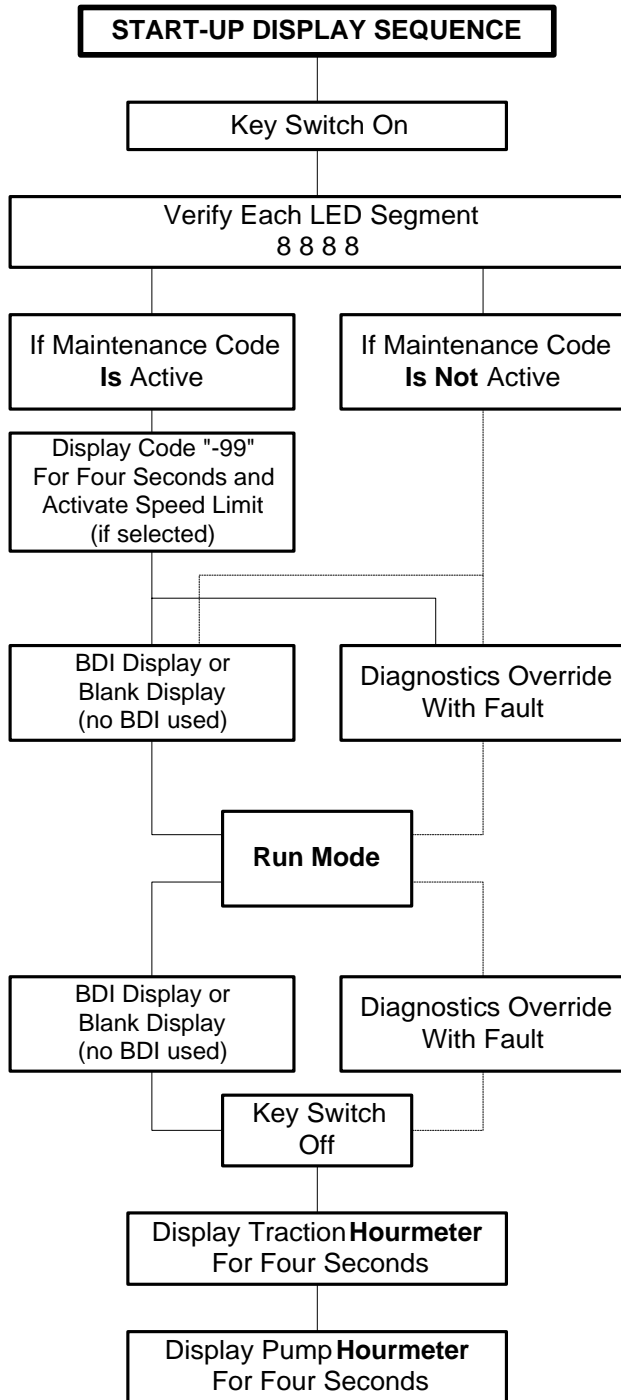 START-UP DISPLAY SEQUENCE
Key Switch On
Verify Each LED Segment
8 8 8 8
If Maintenance Code
Is Active
If Maintenance Code
Is Not Active
Display Code "-99"
For Four Seconds and
Activate Speed Limit
(if selected)
BDI Display or
Blank Display
(no BDI used)
Diagnostics Override
With Fault
Run Mode
BDI Display or
Blank Display
(no BDI used)
Diagnostics Override
With Fault
Key Switch
Off
Display Traction Hourmeter
For Four Seconds
Display Pump Hourmeter
For Four Seconds